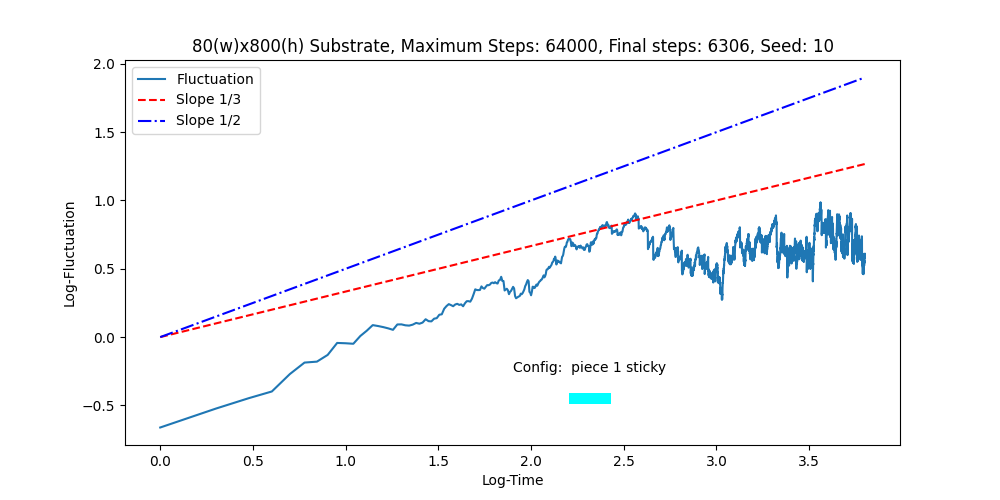 80(w)x800(h) Substrate, Maximum Steps: 64000, Final steps: 6306, Seed: 10
Fluctuation
Slope 1/3
Slope 1/2
2.0
1.5
1.0
0.5
0.0
−0.5
Log-Fluctuation
Config:  piece 1 sticky
0.0 0.5 1.0 1.5 2.0 2.5 3.0 3.5
Log-Time